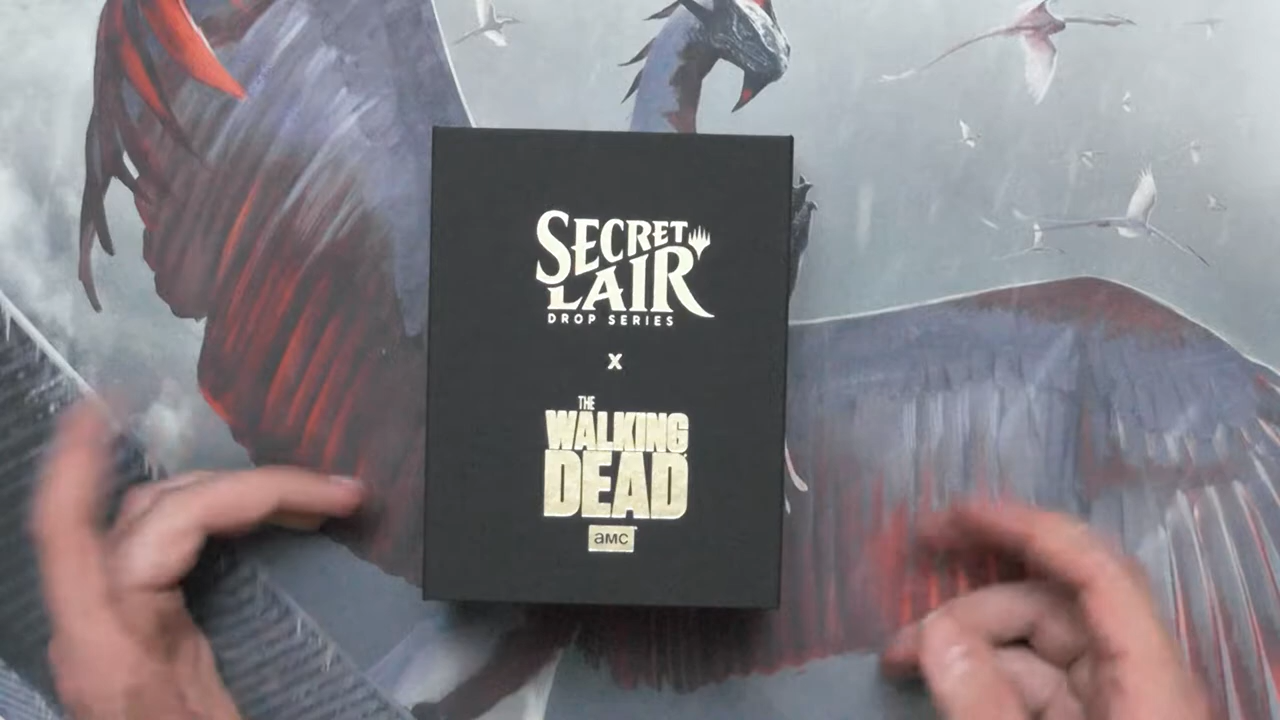 SECRET
LAIR
DROP SERIES
X
THE
WALKING
DEAD
aMC